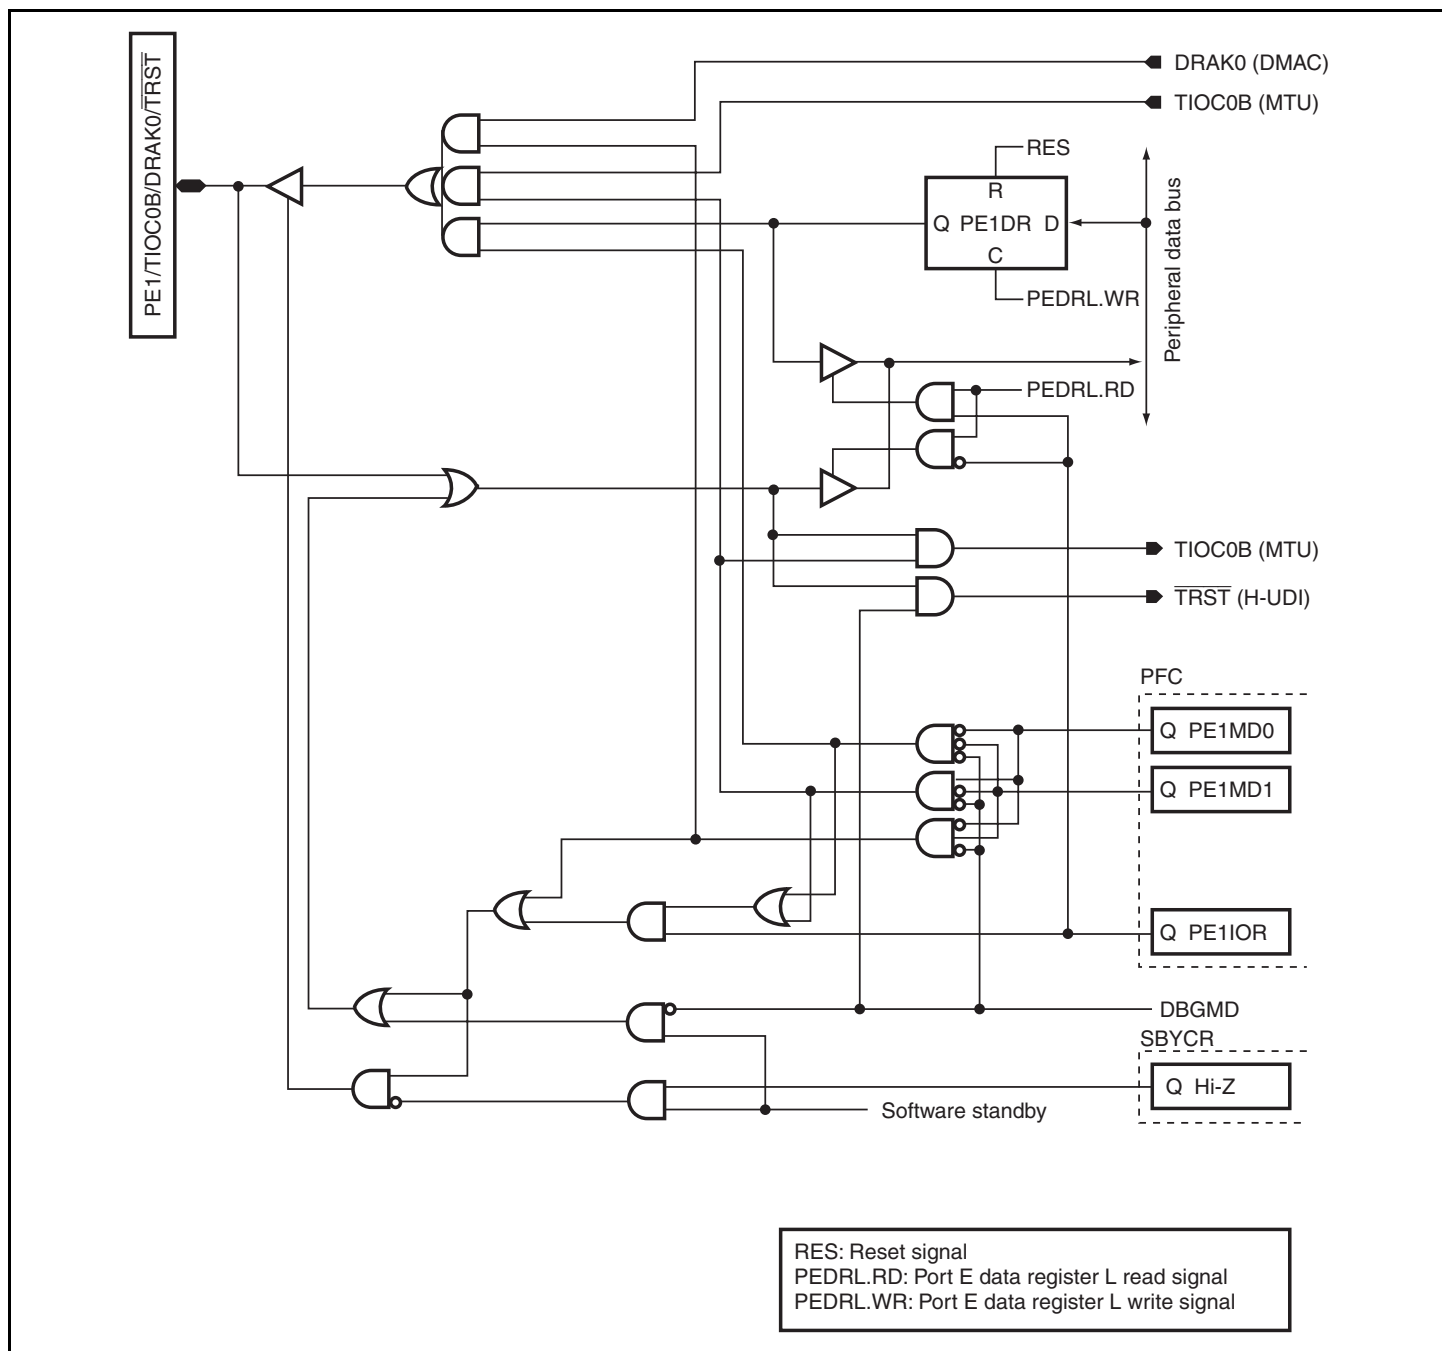 PE1/TIOC0B/DRAK0/TRST
DRAK0 (DMAC)
TIOC0B (MTU)
RES
R
Q PE1DR D
C
PEDRL.WR
Peripheral data bus
PEDRL.RD
TIOC0B (MTU)
TRST (H-UDI)
PFC
Q PE1MD0
Q PE1MD1
Q PE1IOR
DBGMD
SBYCR
Q Hi-Z
Software standby
RES: Reset signal
PEDRL.RD: Port E data register L read signal
PEDRL.WR: Port E data register L write signal